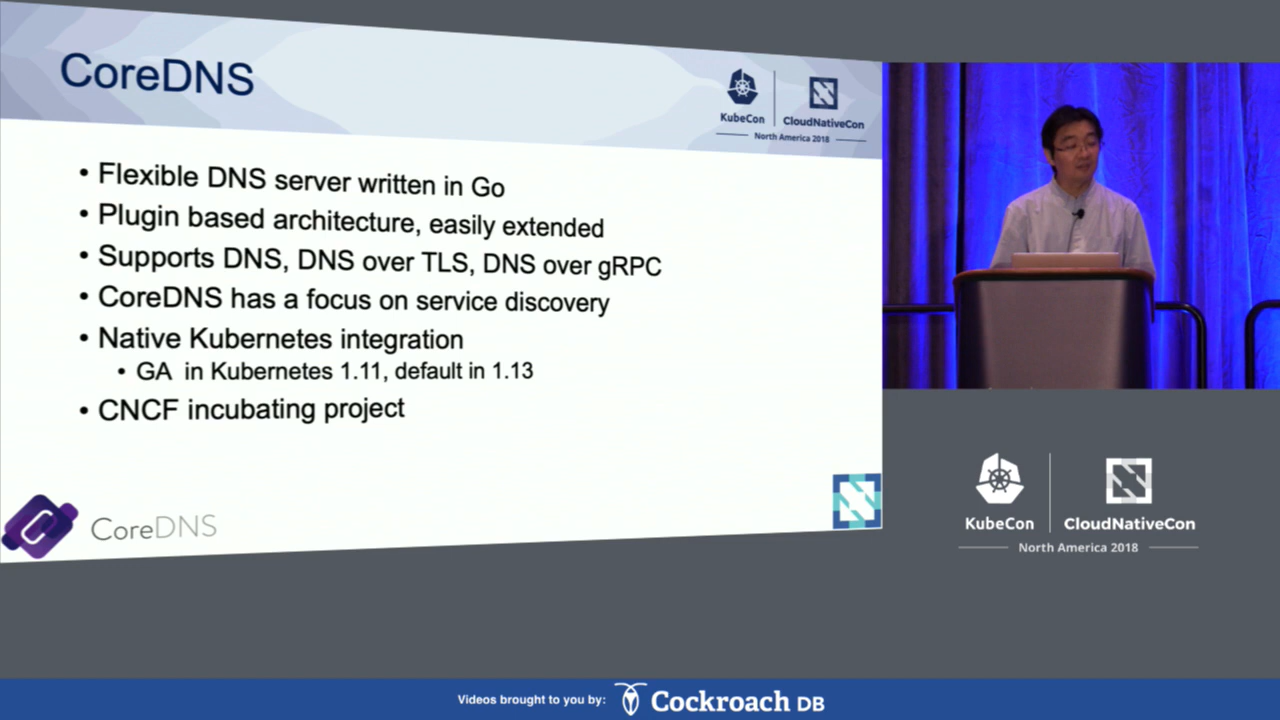 CoreDNS
KubeCon
CloudNativeCon
North America 2018
• Flexible DNS server written in Go
• Plugin based architecture, easily extended
• Supports DNS, DNS over TLS, DNS over gRPC
• CoreDNS has a focus on service discovery
• Native Kubernetes integration
• GA in Kubernetes 1.11, default in 1.13
• CNCF incubating project
CoreDNS
KubeCon
CloudNativeCon
North America 2018
Videos brought to you by:
Cockroach DB